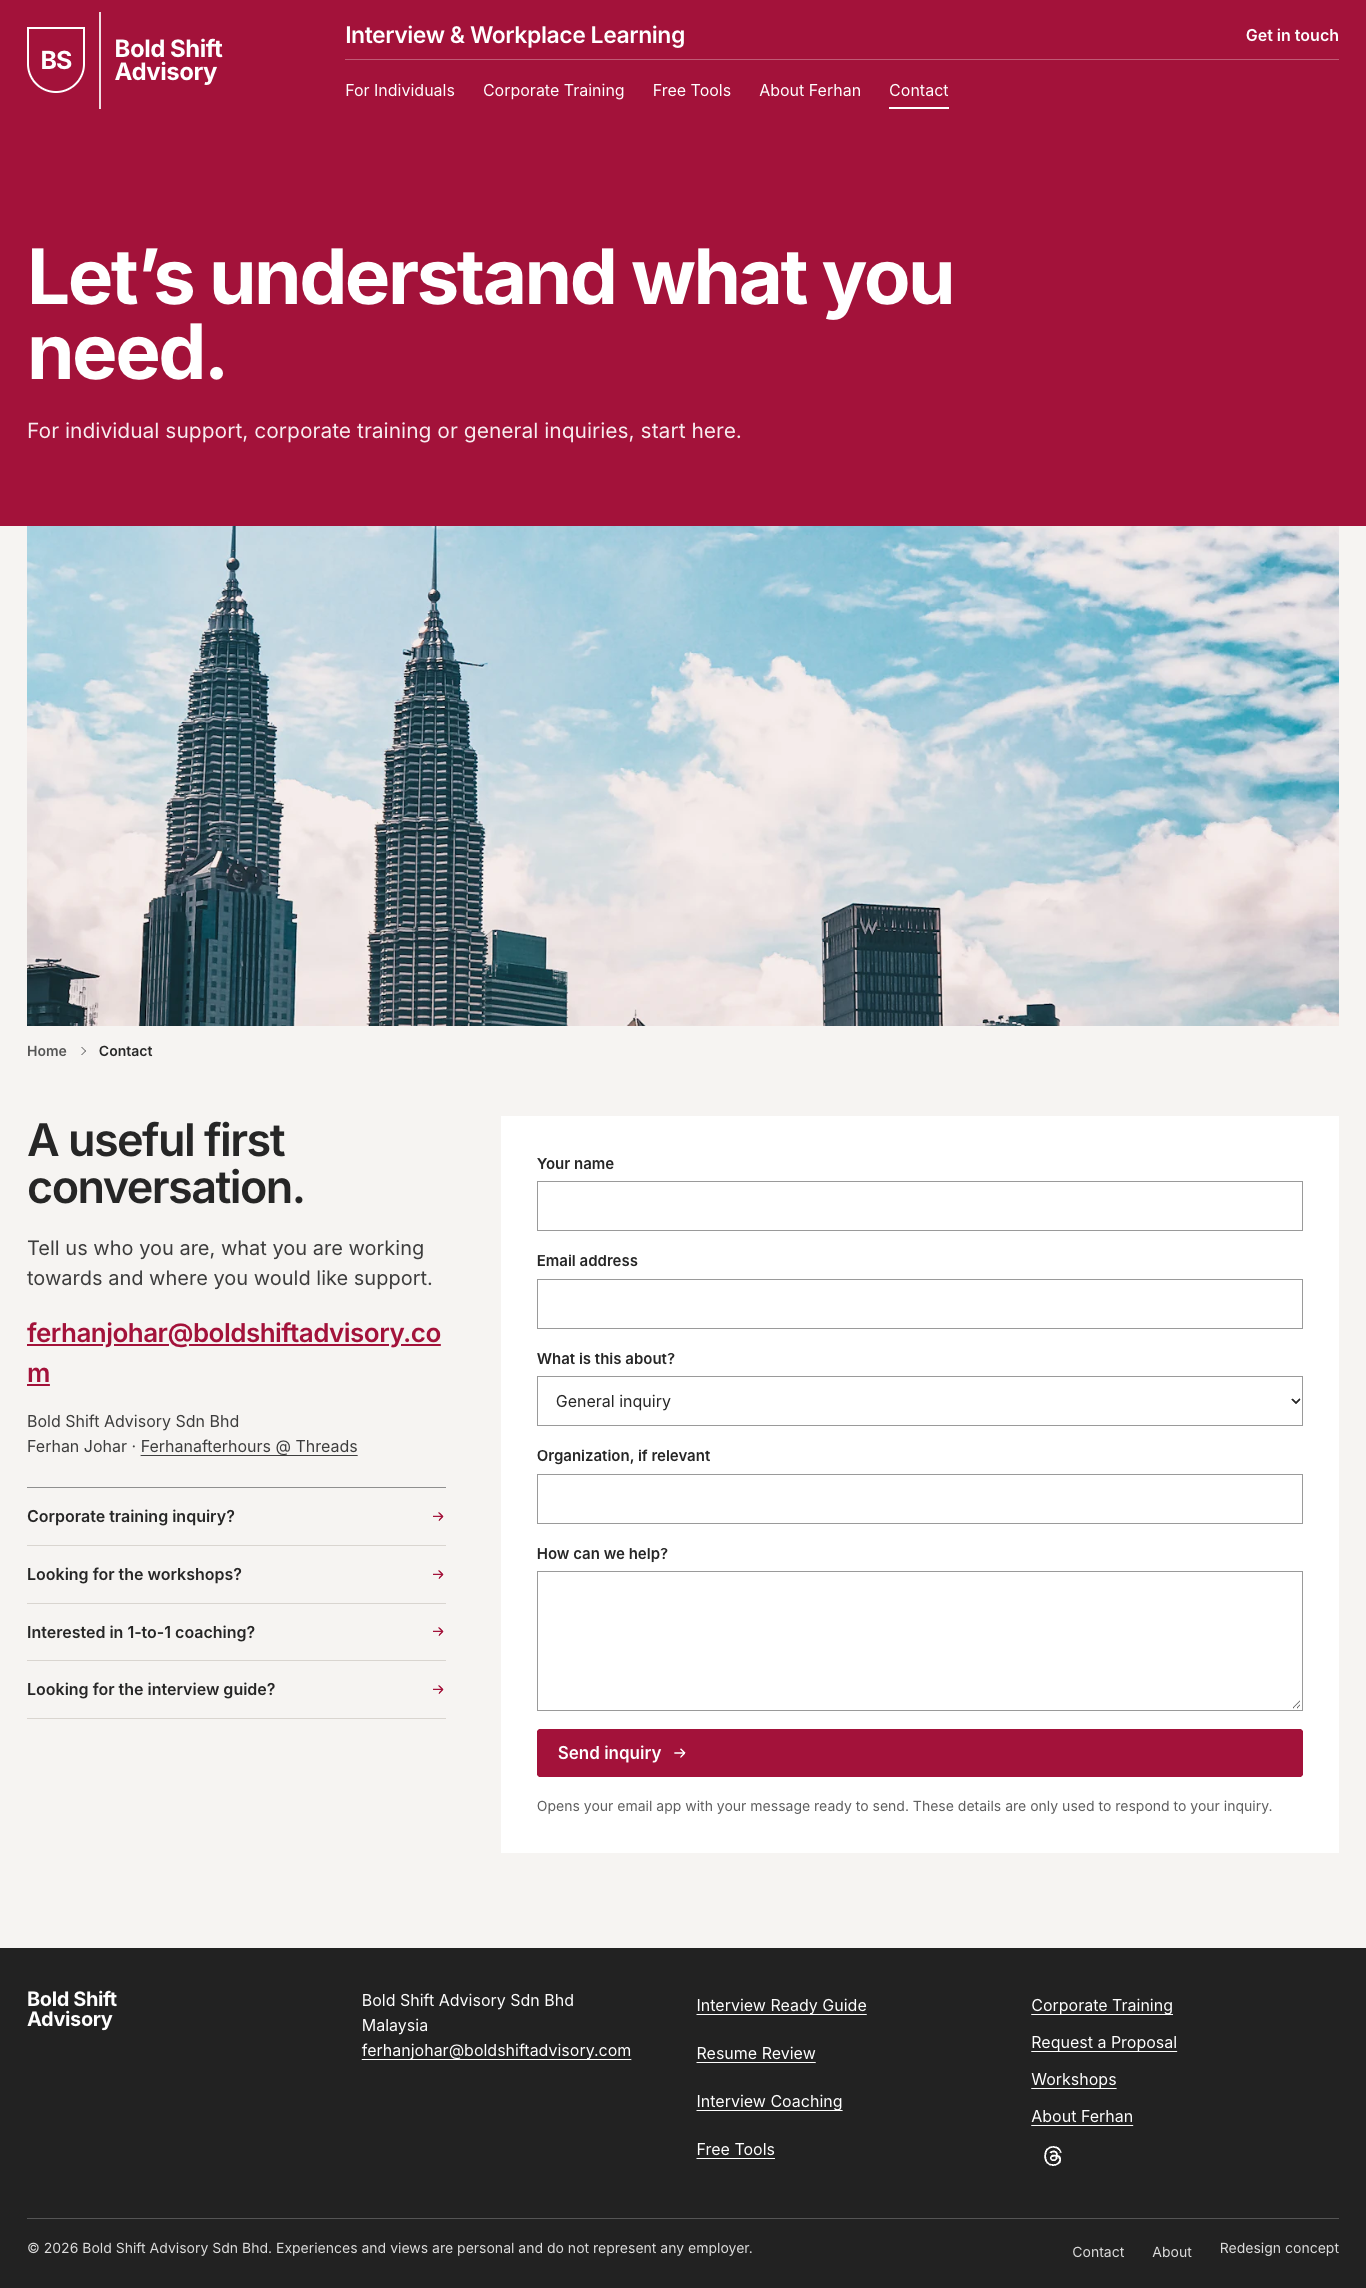 BS
Bold Shift
Advisory
Interview & Workplace Learning
Get in touch
For Individuals
Corporate Training
Free Tools
About Ferhan
Contact
Let’s understand what you
need.
For individual support, corporate training or general inquiries, start here.
W
Home
Contact
A useful first
conversation.
Tell us who you are, what you are working
towards and where you would like support.
ferhanjohar@boldshiftadvisory.co
m
Bold Shift Advisory Sdn Bhd
Ferhan Johar · Ferhanafterhours @ Threads
Corporate training inquiry?
Looking for the workshops?
Interested in 1-to-1 coaching?
Looking for the interview guide?
Your name
Email address
What is this about?
General inquiry
Organization, if relevant
How can we help?
Send inquiry
Opens your email app with your message ready to send. These details are only used to respond to your inquiry.
Bold Shift
Advisory
Bold Shift Advisory Sdn Bhd
Malaysia
ferhanjohar@boldshiftadvisory.com
Interview Ready Guide
Resume Review
Interview Coaching
Free Tools
Corporate Training
Request a Proposal
Workshops
About Ferhan
© 2026 Bold Shift Advisory Sdn Bhd. Experiences and views are personal and do not represent any employer.
Contact
About
Redesign concept